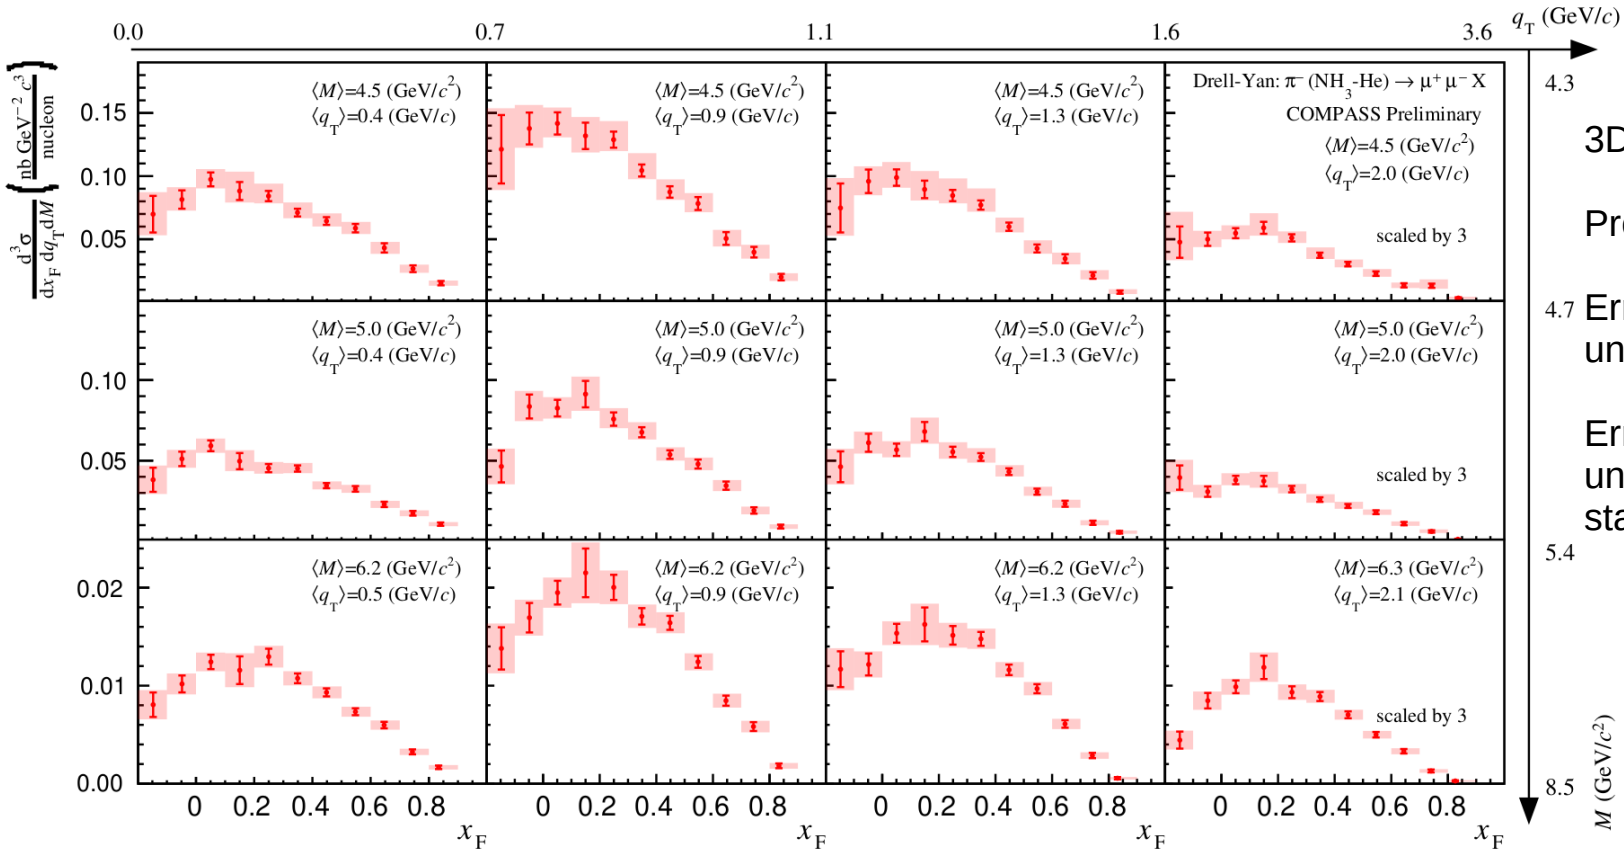 0.0 0.7 1.1 1.6 3.6 q_T (GeV/c)
d³σ / dx_F dq_T dM (nb GeV⁻² c³ / nucleon)
⟨M⟩=4.5 (GeV/c²)
⟨q_T⟩=0.4 (GeV/c)
⟨M⟩=4.5 (GeV/c²)
⟨q_T⟩=0.9 (GeV/c)
⟨M⟩=4.5 (GeV/c²)
⟨q_T⟩=1.3 (GeV/c)
Drell-Yan: π⁻ (NH₃-He) → μ⁺ μ⁻ X
COMPASS Preliminary
⟨M⟩=4.5 (GeV/c²)
⟨q_T⟩=2.0 (GeV/c)
scaled by 3
0.15
0.10
0.05
4.3
3D
Pr
4.7
Er
un
⟨M⟩=5.0 (GeV/c²)
⟨q_T⟩=0.4 (GeV/c)
⟨M⟩=5.0 (GeV/c²)
⟨q_T⟩=0.9 (GeV/c)
⟨M⟩=5.0 (GeV/c²)
⟨q_T⟩=1.3 (GeV/c)
⟨M⟩=5.0 (GeV/c²)
⟨q_T⟩=2.0 (GeV/c)
scaled by 3
0.10
0.05
Er
un
sta
5.4
⟨M⟩=6.2 (GeV/c²)
⟨q_T⟩=0.5 (GeV/c)
⟨M⟩=6.2 (GeV/c²)
⟨q_T⟩=0.9 (GeV/c)
⟨M⟩=6.2 (GeV/c²)
⟨q_T⟩=1.3 (GeV/c)
⟨M⟩=6.3 (GeV/c²)
⟨q_T⟩=2.1 (GeV/c)
scaled by 3
0.02
0.01
0.00
8.5
M (GeV/c²)
0 0.2 0.4 0.6 0.8 0 0.2 0.4 0.6 0.8 0 0.2 0.4 0.6 0.8 0 0.2 0.4 0.6 0.8
x_F x_F x_F x_F